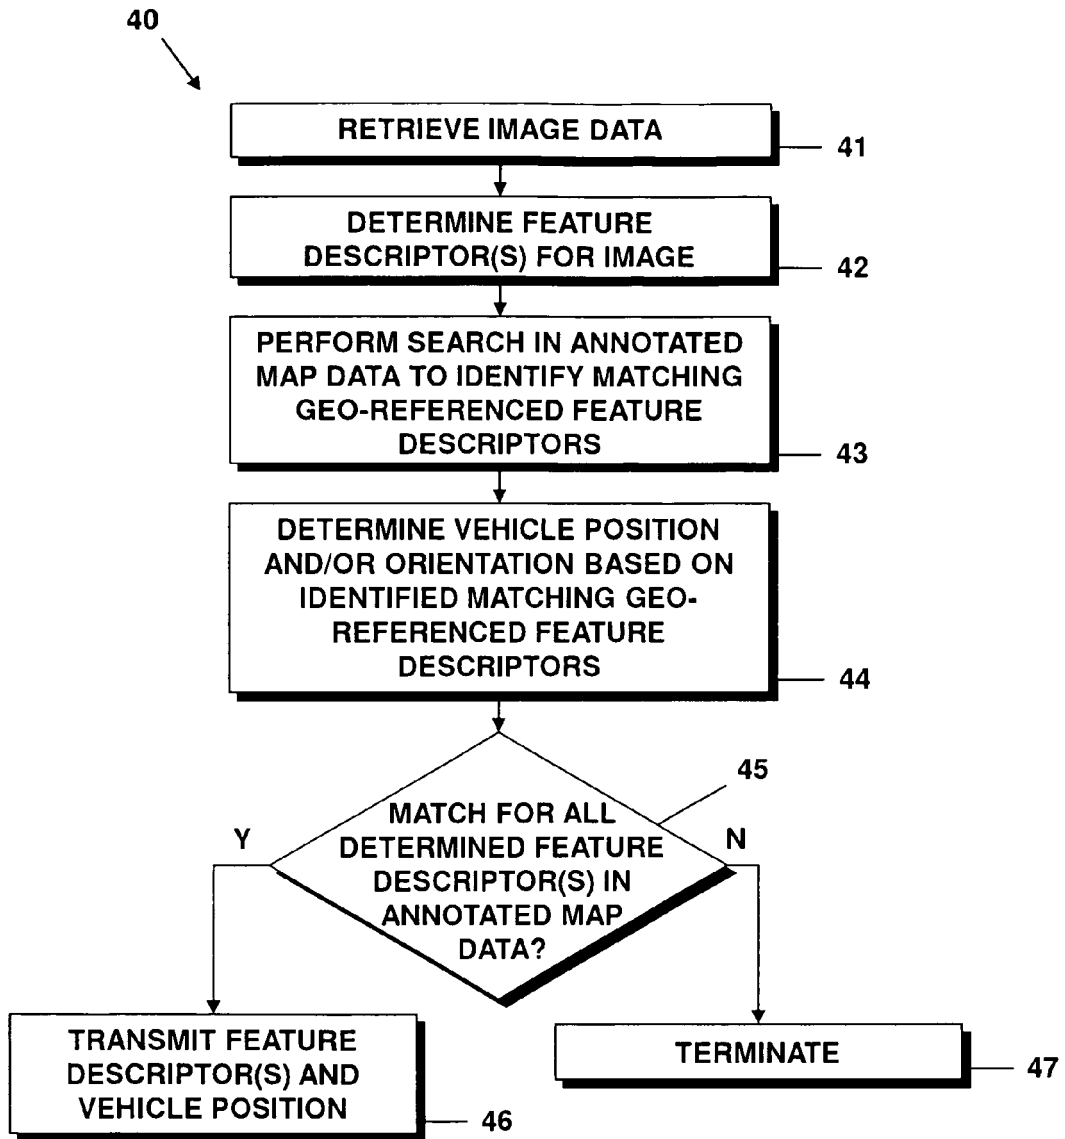 40
RETRIEVE IMAGE DATA
41
DETERMINE FEATURE
DESCRIPTOR(S) FOR IMAGE
42
PERFORM SEARCH IN ANNOTATED
MAP DATA TO IDENTIFY MATCHING
GEO-REFERENCED FEATURE
DESCRIPTORS
43
DETERMINE VEHICLE POSITION
AND/OR ORIENTATION BASED ON
IDENTIFIED MATCHING GEO-
REFERENCED FEATURE
DESCRIPTORS
44
45
MATCH FOR ALL
DETERMINED FEATURE
DESCRIPTOR(S) IN
ANNOTATED MAP
DATA?
Y
N
TRANSMIT FEATURE
DESCRIPTOR(S) AND
VEHICLE POSITION
46
TERMINATE
47